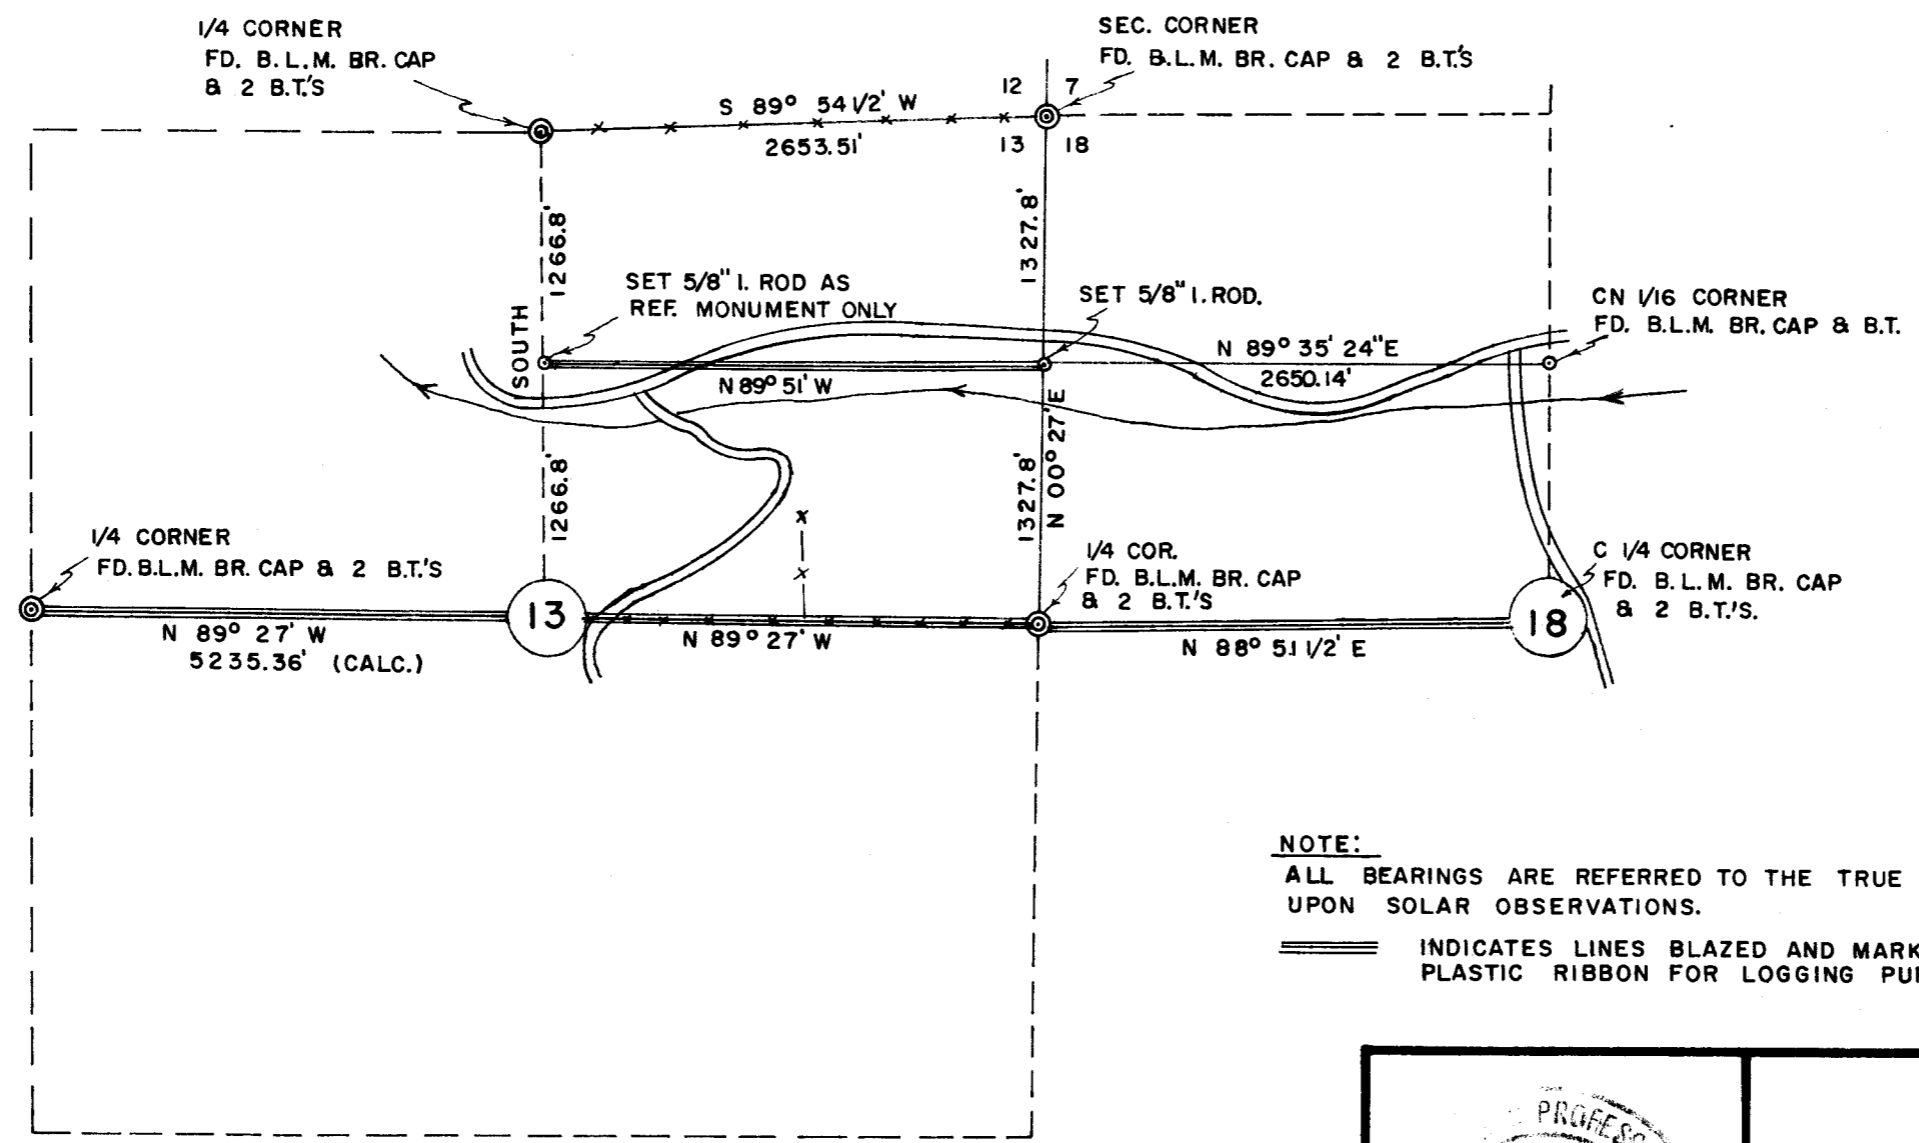 1/4 CORNER
FD. B.L.M. BR. CAP
& 2 B.T.'S
SEC. CORNER
FD. B.L.M. BR. CAP & 2 B.T.'S
12 7
S 89° 54 1/2' W
2653.51'
13 18
1266.8'
1327.8'
SET 5/8" I. ROD AS
REF. MONUMENT ONLY
SET 5/8" I. ROD.
CN 1/16 CORNER
FD. B.L.M. BR. CAP & B.T.
SOUTH
N 89° 51' W
N 89° 35' 24" E
2650.14'
1266.8'
1327.8'
N 00° 27' E
x
x
1/4 CORNER
FD. B.L.M. BR. CAP & 2 B.T.'S
1/4 COR.
FD. B.L.M. BR. CAP
& 2 B.T.'S
C 1/4 CORNER
FD. B.L.M. BR. CAP
& 2 B.T.'S.
13
18
N 89° 27' W
5235.36' (CALC.)
N 89° 27' W
N 88° 51 1/2' E
NOTE:
ALL BEARINGS ARE REFERRED TO THE TRUE
UPON SOLAR OBSERVATIONS.
INDICATES LINES BLAZED AND MARK
PLASTIC RIBBON FOR LOGGING PU
PROFESS